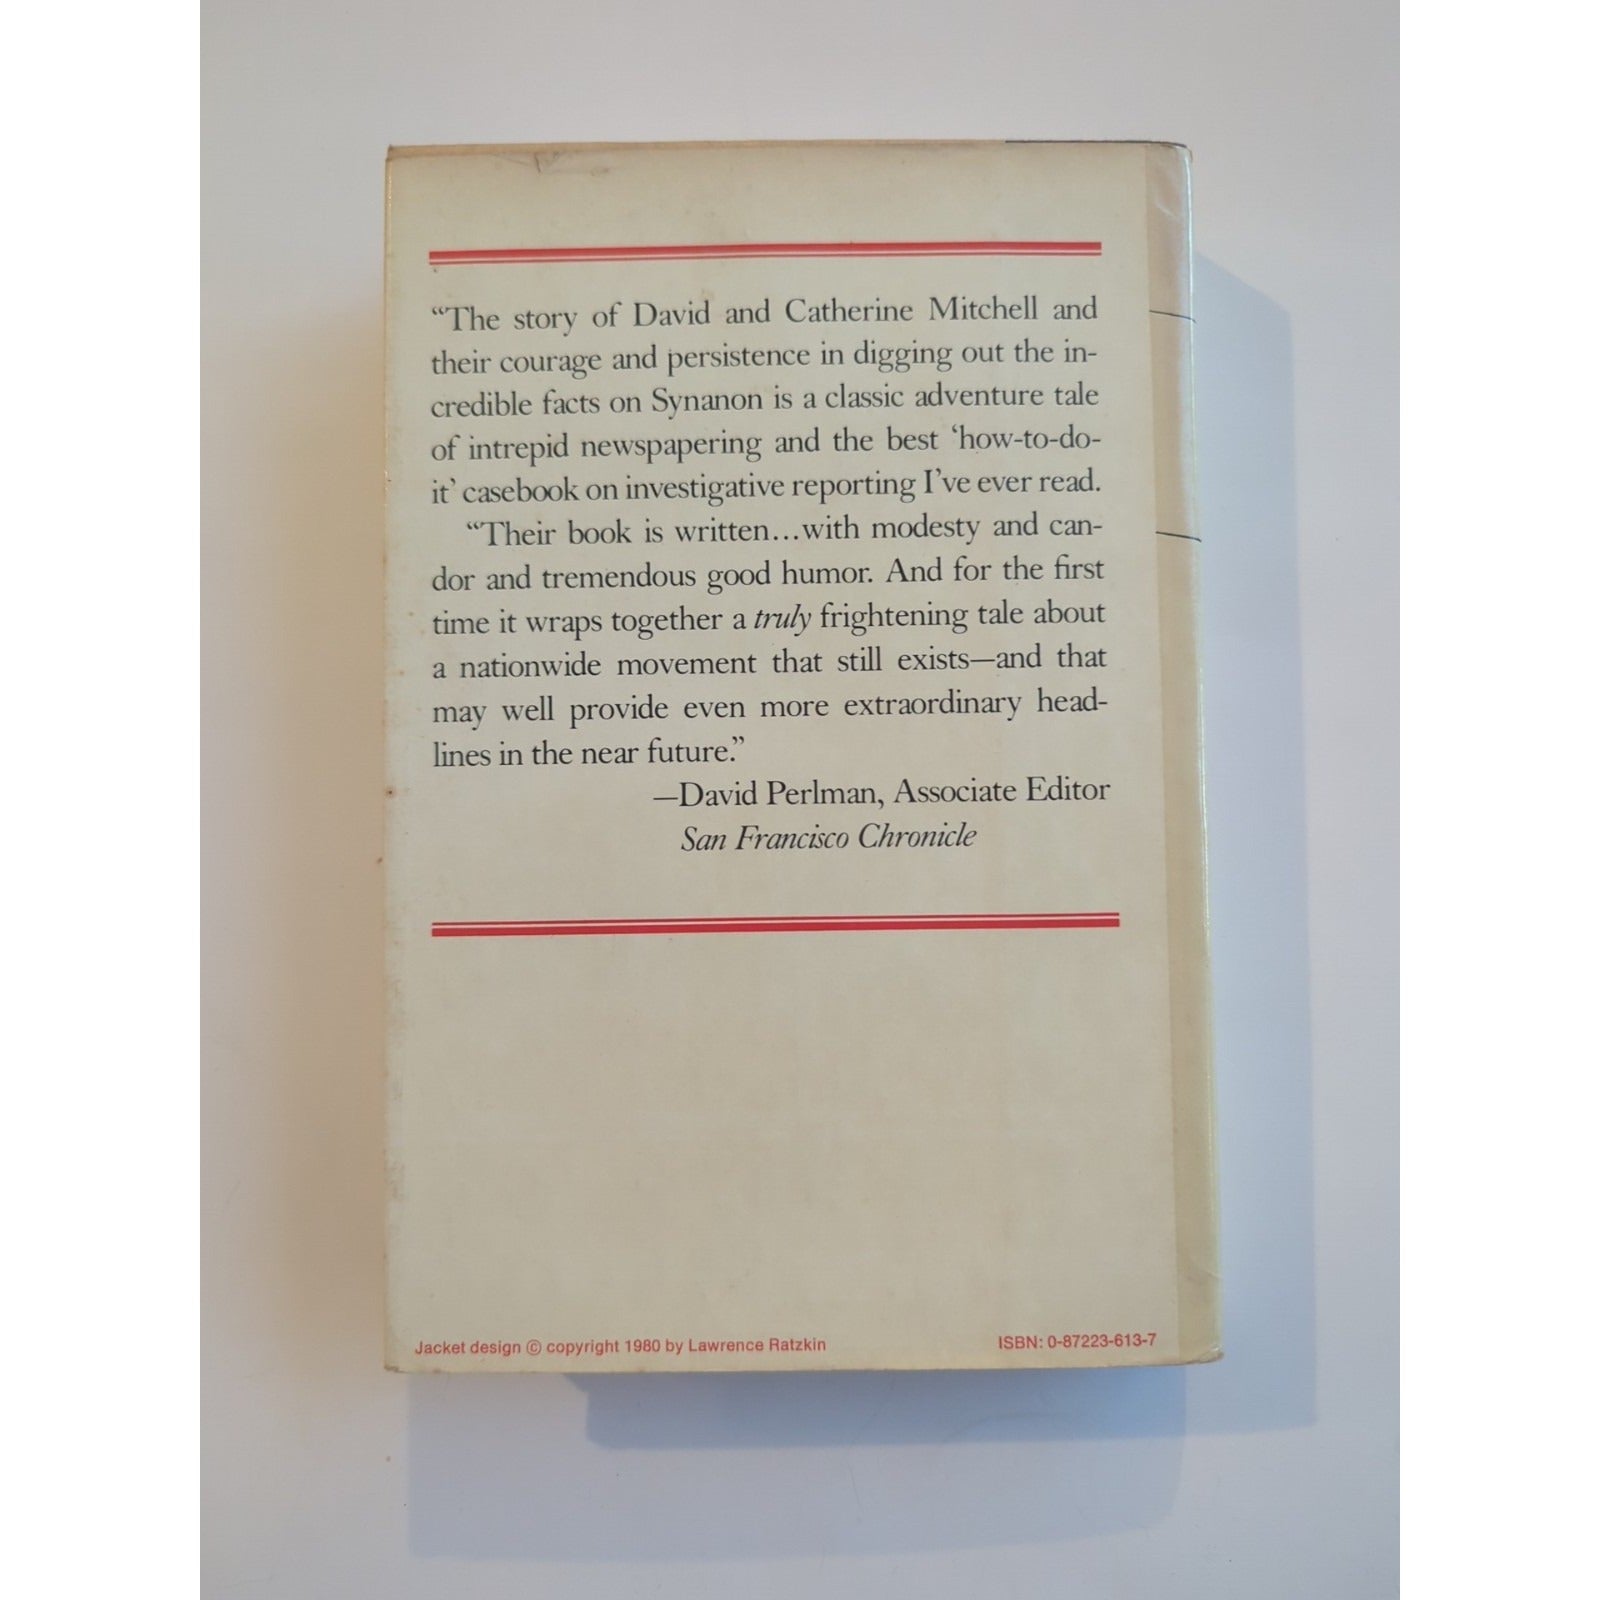 “The story of David and Catherine Mitchell and
their courage and persistence in digging out the in-
credible facts on Synanon is a classic adventure tale
of intrepid newspapering and the best ‘how-to-do-
it’ casebook on investigative reporting I’ve ever read.
“Their book is written...with modesty and can-
dor and tremendous good humor. And for the first
time it wraps together a truly frightening tale about
a nationwide movement that still exists—and that
may well provide even more extraordinary head-
lines in the near future.”
—David Perlman, Associate Editor
San Francisco Chronicle
Jacket design © copyright 1980 by Lawrence Ratzkin
ISBN: 0-87223-613-7